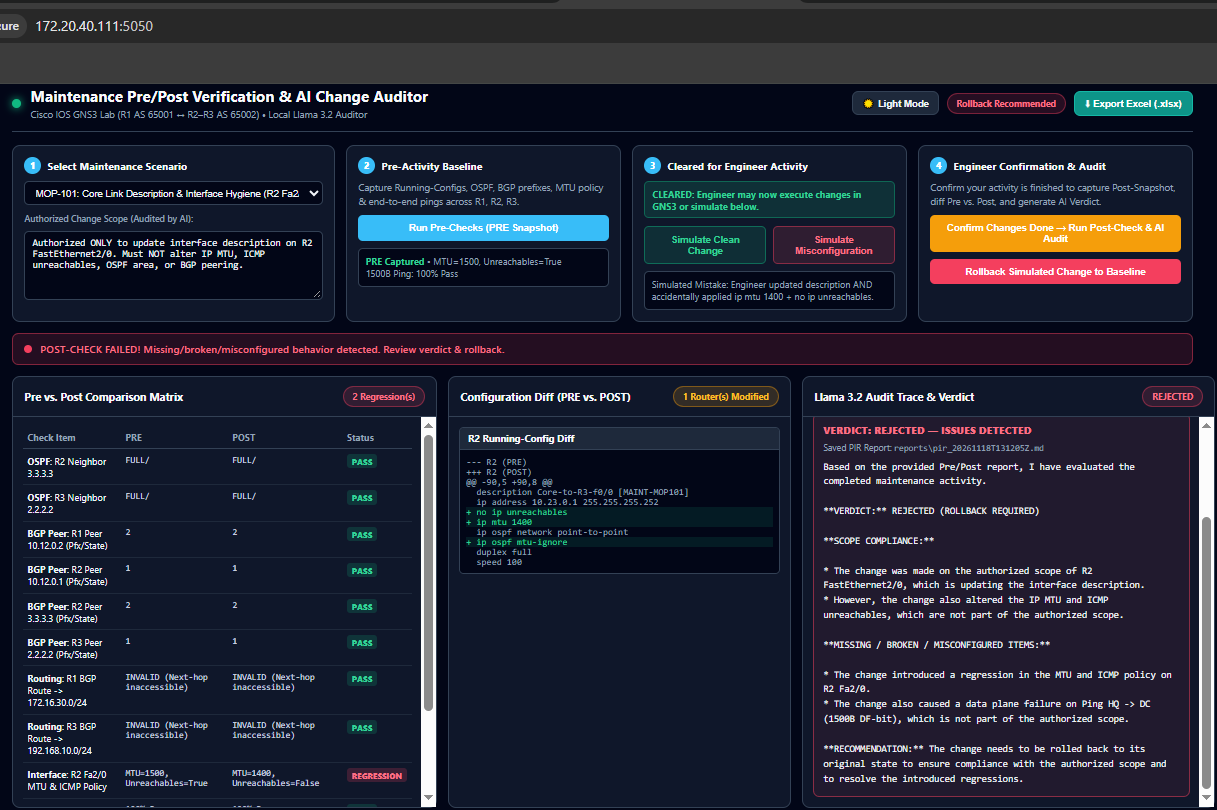 cure 172.20.40.111:5050
Maintenance Pre/Post Verification & AI Change Auditor
Cisco IOS GNS3 Lab (R1 AS 65001 ↔ R2–R3 AS 65002) • Local Llama 3.2 Auditor
Light Mode
Rollback Recommended
⬇ Export Excel (.xlsx)
1 Select Maintenance Scenario
MOP-101: Core Link Description & Interface Hygiene (R2 Fa2/
Authorized Change Scope (Audited by AI):
Authorized ONLY to update interface description on R2
FastEthernet2/0. Must NOT alter IP MTU, ICMP
unreachables, OSPF area, or BGP peering.
2 Pre-Activity Baseline
Capture Running-Configs, OSPF, BGP prefixes, MTU policy
& end-to-end pings across R1, R2, R3.
Run Pre-Checks (PRE Snapshot)
PRE Captured • MTU=1500, Unreachables=True
1500B Ping: 100% Pass
3 Cleared for Engineer Activity
CLEARED: Engineer may now execute changes in
GNS3 or simulate below.
Simulate Clean
Change
Simulate
Misconfiguration
Simulated Mistake: Engineer updated description AND
accidentally applied ip mtu 1400 + no ip unreachables.
4 Engineer Confirmation & Audit
Confirm your activity is finished to capture Post-Snapshot,
diff Pre vs. Post, and generate AI Verdict.
Confirm Changes Done → Run Post-Check & AI
Audit
Rollback Simulated Change to Baseline
POST-CHECK FAILED! Missing/broken/misconfigured behavior detected. Review verdict & rollback.
Pre vs. Post Comparison Matrix
2 Regression(s)
Check Item PRE POST Status
OSPF: R2 Neighbor
3.3.3.3
FULL/ FULL/ PASS
OSPF: R3 Neighbor
2.2.2.2
FULL/ FULL/ PASS
BGP Peer: R1 Peer
10.12.0.2 (Pfx/State)
2 2 PASS
BGP Peer: R2 Peer
10.12.0.1 (Pfx/State)
1 1 PASS
BGP Peer: R2 Peer
3.3.3.3 (Pfx/State)
2 2 PASS
BGP Peer: R3 Peer
2.2.2.2 (Pfx/State)
1 1 PASS
Routing: R1 BGP
Route ->
172.16.30.0/24
INVALID (Next-hop
inaccessible)
INVALID (Next-hop
inaccessible)
PASS
Routing: R3 BGP
Route ->
192.168.10.0/24
INVALID (Next-hop
inaccessible)
INVALID (Next-hop
inaccessible)
PASS
Interface: R2 Fa2/0
MTU & ICMP Policy
MTU=1500,
Unreachables=True
MTU=1400,
Unreachables=False
REGRESSION
Configuration Diff (PRE vs. POST)
1 Router(s) Modified
R2 Running-Config Diff
--- R2 (PRE)
+++ R2 (POST)
@@ -90,5 +90,8 @@
description Core-to-R3-f0/0 [MAINT-MOP101]
ip address 10.23.0.1 255.255.255.252
+ no ip unreachables
+ ip mtu 1400
ip ospf network point-to-point
+ ip ospf mtu-ignore
duplex full
speed 100
Llama 3.2 Audit Trace & Verdict
REJECTED
VERDICT: REJECTED — ISSUES DETECTED
Saved PIR Report: reports\pir_20261118T131205Z.md
Based on the provided Pre/Post report, I have evaluated the
completed maintenance activity.
**VERDICT:** REJECTED (ROLLBACK REQUIRED)
**SCOPE COMPLIANCE:**
* The change was made on the authorized scope of R2
FastEthernet2/0, which is updating the interface description.
* However, the change also altered the IP MTU and ICMP
unreachables, which are not part of the authorized scope.
**MISSING / BROKEN / MISCONFIGURED ITEMS:**
* The change introduced a regression in the MTU and ICMP policy on
R2 Fa2/0.
* The change also caused a data plane failure on Ping HQ -> DC
(1500B DF-bit), which is not part of the authorized scope.
**RECOMMENDATION:** The change needs to be rolled back to its
original state to ensure compliance with the authorized scope and
to resolve the introduced regressions.